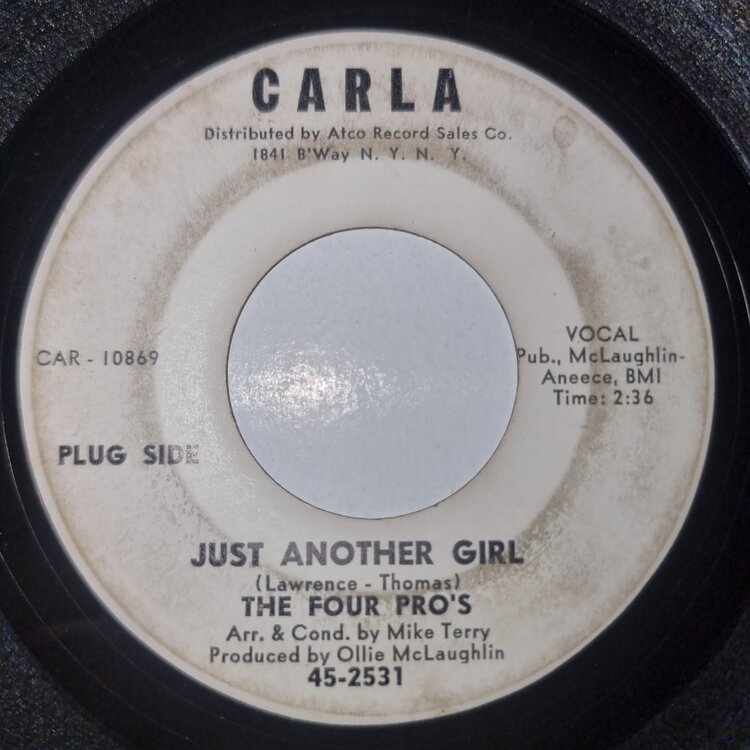 CARLA
Distributed by Atco Record Sales Co.
1841 B'Way N. Y. N. Y.
CAR - 10869
VOCAL
Pub., McLaughlin-
Aneece, BMI
Time: 2:36
PLUG SIDE
JUST ANOTHER GIRL
(Lawrence - Thomas)
THE FOUR PRO'S
Arr. & Cond. by Mike Terry
Produced by Ollie McLaughlin
45-2531